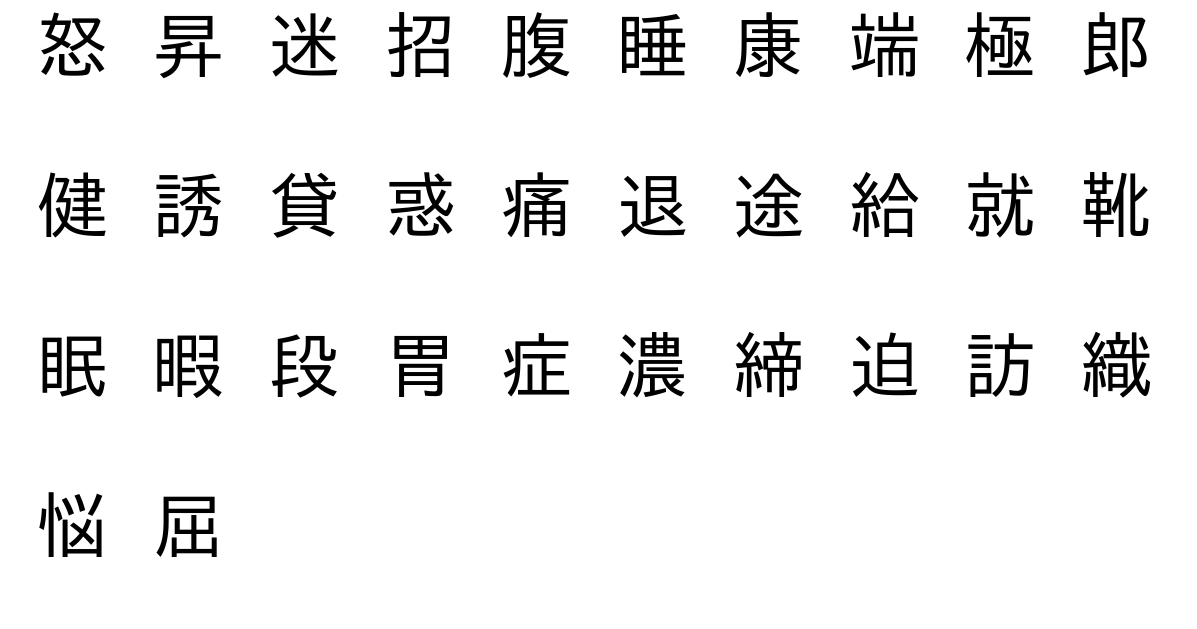 怒 昇 迷 招 腹 睡 康 端 極 郎
健 誘 貸 惑 痛 退 途 給 就 靴
眠 暇 段 胃 症 濃 締 迫 訪 織
悩 屈